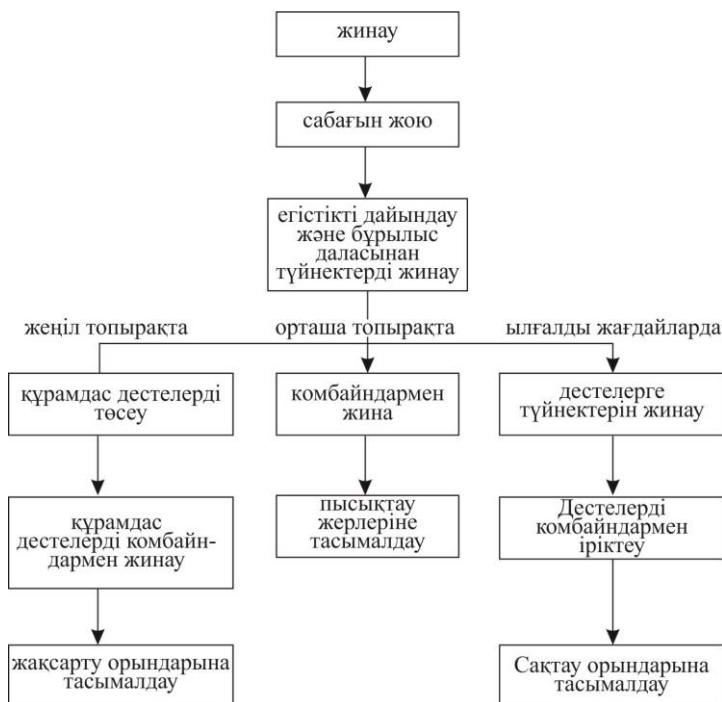 жинау
сабағын жою
егістікті дайындау
және бұрылыс
даласынан
түйнектерді жинау
жеңіл топырақта
орташа топырақта
ылғалды жағдайларда
құрамдас дестелерді
төсеу
комбайндармен
жина
дестелерге
түйнектерін жинау
құрамдас
дестелерді комбайн-
дармен жинау
пысықтау
жерлеріне
тасымалдау
Дестелерді
комбайндармен
іріктеу
жақсарту орындарына
тасымалдау
Сақтау орындарына
тасымалдау